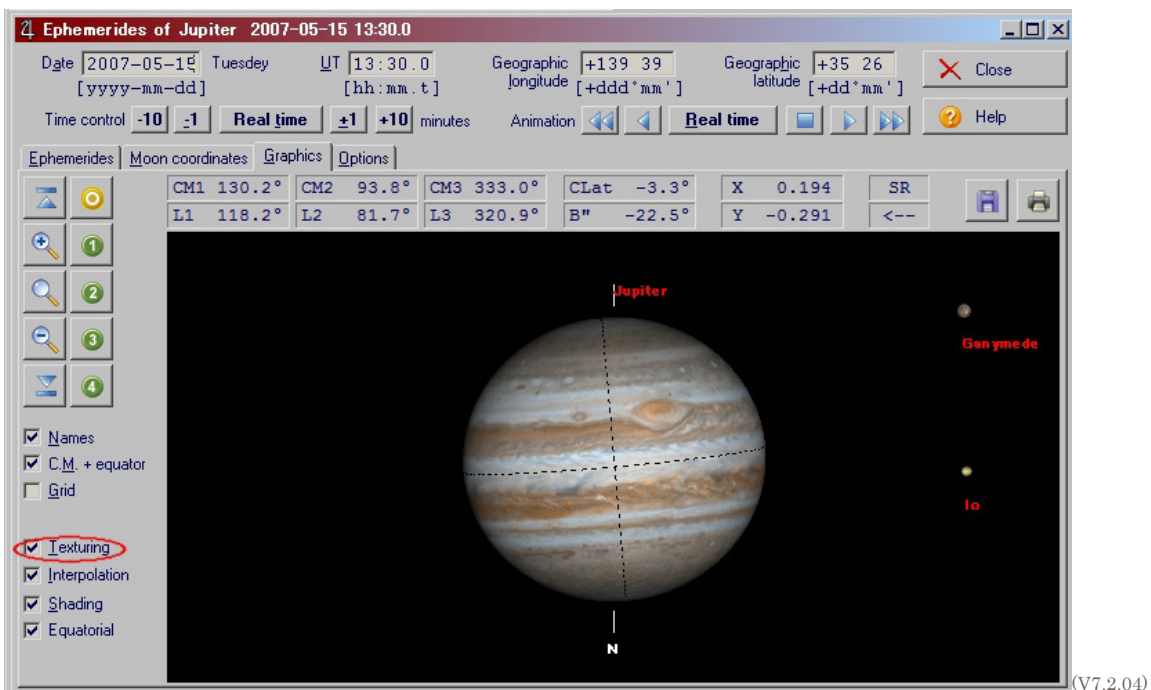 Ephemerides of Jupiter 2007-05-15 13:30.0
Date 2007-05-15 Tuesdey UT 13:30.0 Geographic longitude +139 39 Geographic latitude +35 26 Close
[yyyy-mm-dd] [hh:mm.t] [+ddd°mm'] [+dd°mm']
Time control -10 -1 Real time +1 +10 minutes Animation Real time Help
Ephemerides Moon coordinates Graphics Options
CM1 130.2° CM2 93.8° CM3 333.0° CLat -3.3° X 0.194 SR
L1 118.2° L2 81.7° L3 320.9° B" -22.5° Y -0.291 <--
1
2
3
4
Jupiter
Ganymede
Io
N
Names
C.M. + equator
Grid
Texturing
Interpolation
Shading
Equatorial
(V7.2.04)